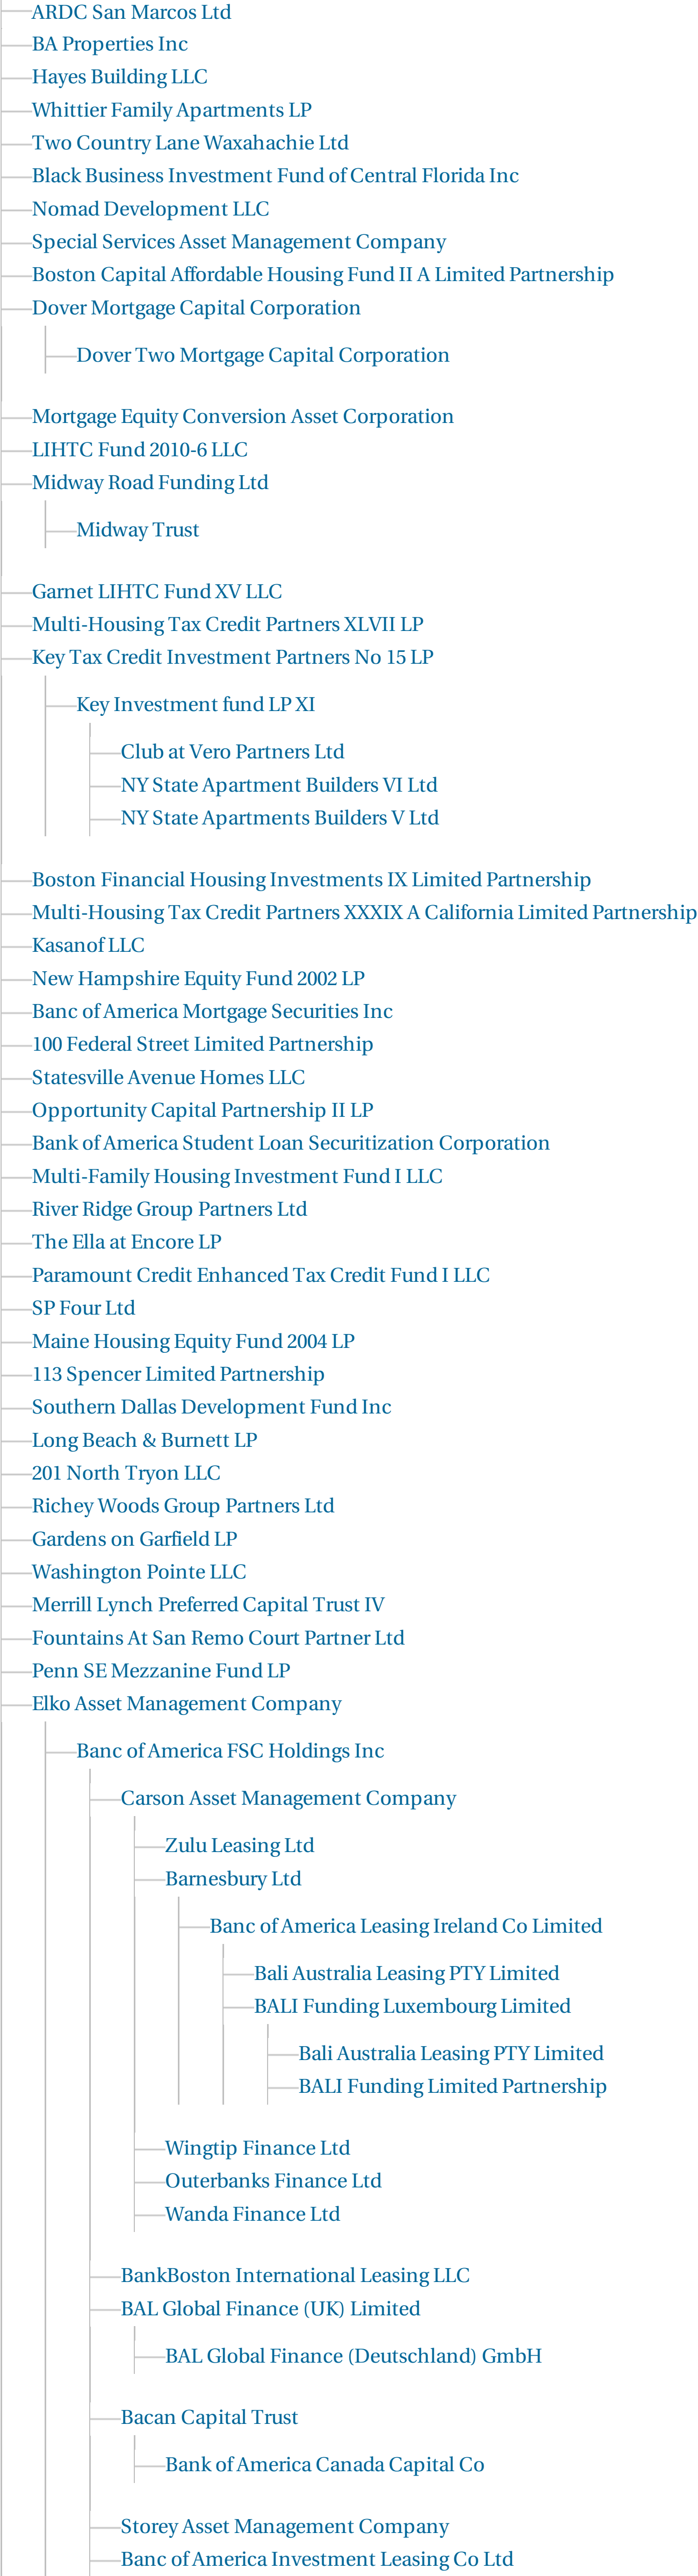 ARDC San Marcos Ltd
BA Properties Inc
Hayes Building LLC
Whittier Family Apartments LP
Two Country Lane Waxahachie Ltd
Black Business Investment Fund of Central Florida Inc
Nomad Development LLC
Special Services Asset Management Company
Boston Capital Affordable Housing Fund II A Limited Partnership
Dover Mortgage Capital Corporation
Dover Two Mortgage Capital Corporation
Mortgage Equity Conversion Asset Corporation
LIHTC Fund 2010-6 LLC
Midway Road Funding Ltd
Midway Trust
Garnet LIHTC Fund XV LLC
Multi-Housing Tax Credit Partners XLVII LP
Key Tax Credit Investment Partners No 15 LP
Key Investment fund LP XI
Club at Vero Partners Ltd
NY State Apartment Builders VI Ltd
NY State Apartments Builders V Ltd
Boston Financial Housing Investments IX Limited Partnership
Multi-Housing Tax Credit Partners XXXIX A California Limited Partnership
Kasanof LLC
New Hampshire Equity Fund 2002 LP
Banc of America Mortgage Securities Inc
100 Federal Street Limited Partnership
Statesville Avenue Homes LLC
Opportunity Capital Partnership II LP
Bank of America Student Loan Securitization Corporation
Multi-Family Housing Investment Fund I LLC
River Ridge Group Partners Ltd
The Ella at Encore LP
Paramount Credit Enhanced Tax Credit Fund I LLC
SP Four Ltd
Maine Housing Equity Fund 2004 LP
113 Spencer Limited Partnership
Southern Dallas Development Fund Inc
Long Beach & Burnett LP
201 North Tryon LLC
Richey Woods Group Partners Ltd
Gardens on Garfield LP
Washington Pointe LLC
Merrill Lynch Preferred Capital Trust IV
Fountains At San Remo Court Partner Ltd
Penn SE Mezzanine Fund LP
Elko Asset Management Company
Banc of America FSC Holdings Inc
Carson Asset Management Company
Zulu Leasing Ltd
Barnesbury Ltd
Banc of America Leasing Ireland Co Limited
Bali Australia Leasing PTY Limited
BALI Funding Luxembourg Limited
Bali Australia Leasing PTY Limited
BALI Funding Limited Partnership
Wingtip Finance Ltd
Outerbanks Finance Ltd
Wanda Finance Ltd
BankBoston International Leasing LLC
BAL Global Finance (UK) Limited
BAL Global Finance (Deutschland) GmbH
Bacan Capital Trust
Bank of America Canada Capital Co
Storey Asset Management Company
Banc of America Investment Leasing Co Ltd